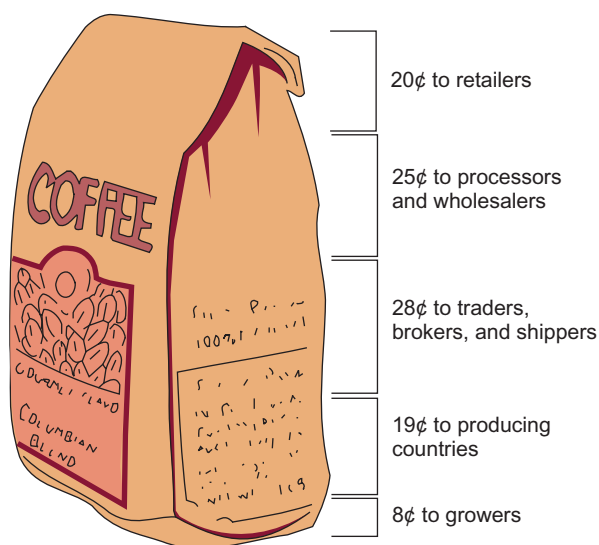 COFFEE
COLUMBIAN
BLEND
100%
20¢ to retailers
25¢ to processors
and wholesalers
28¢ to traders,
brokers, and shippers
19¢ to producing
countries
8¢ to growers